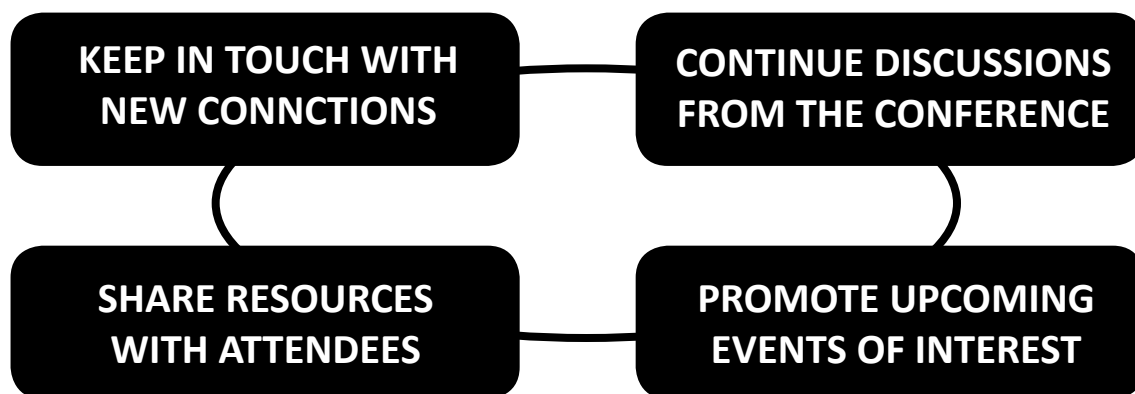 KEEP IN TOUCH WITH
NEW CONNCTIONS
CONTINUE DISCUSSIONS
FROM THE CONFERENCE
SHARE RESOURCES
WITH ATTENDEES
PROMOTE UPCOMING
EVENTS OF INTEREST